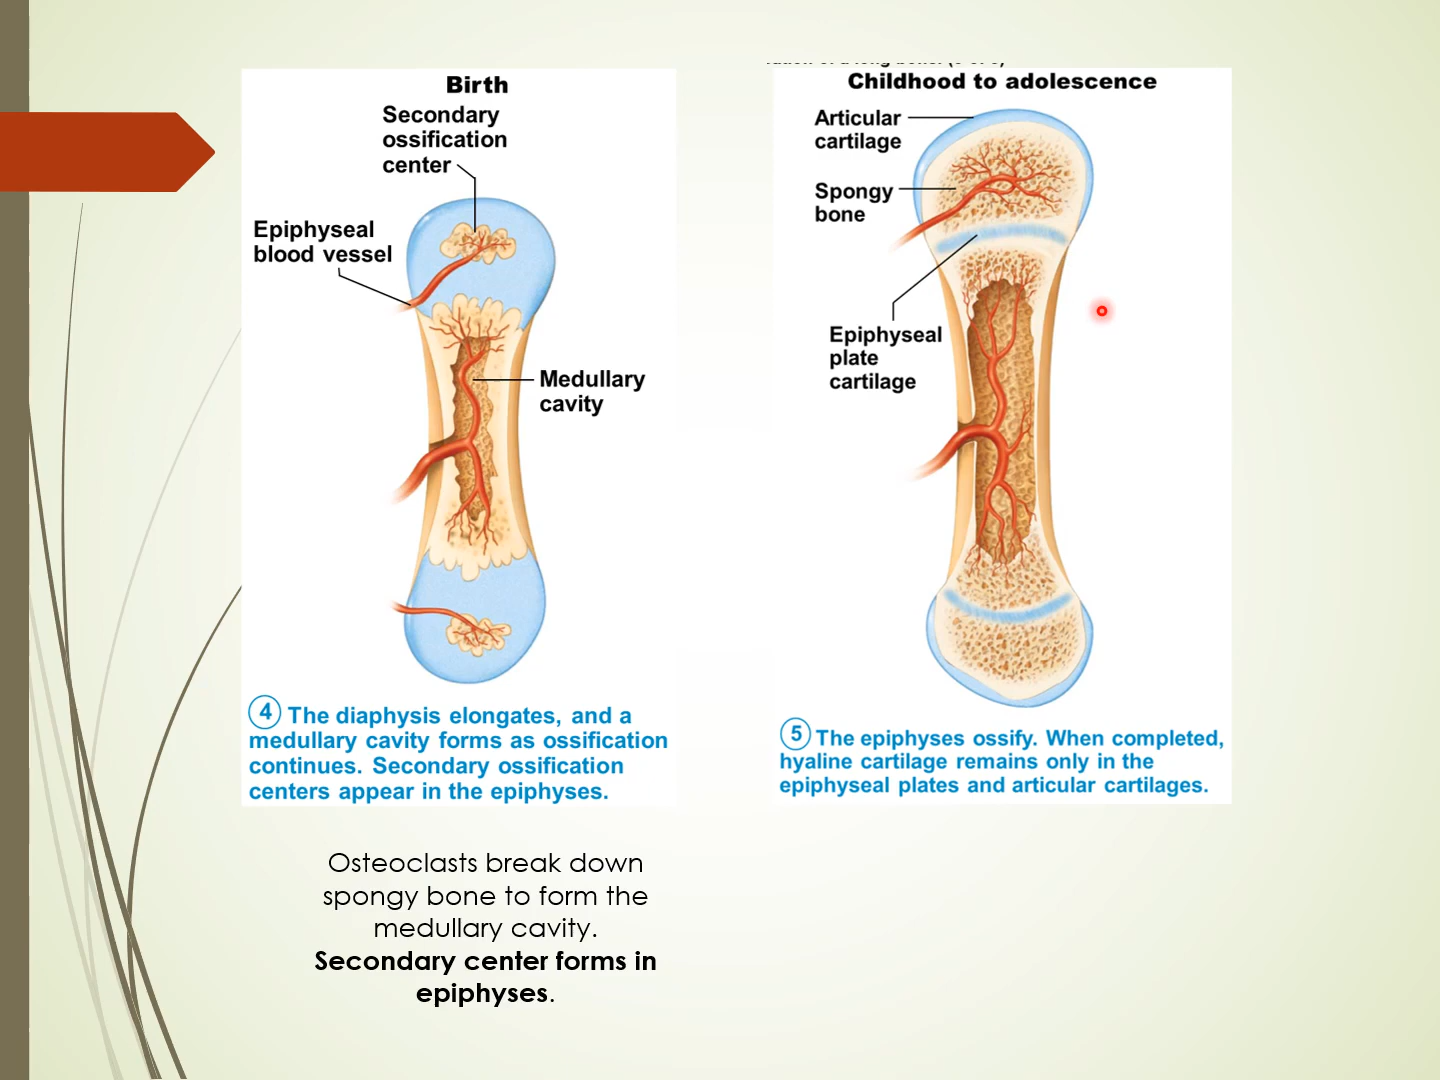 Birth
Secondary
ossification
center
Epiphyseal
blood vessel
Medullary
cavity
4 The diaphysis elongates, and a
medullary cavity forms as ossification
continues. Secondary ossification
centers appear in the epiphyses.
Osteoclasts break down
spongy bone to form the
medullary cavity.
Secondary center forms in
epiphyses.
Childhood to adolescence
Articular
cartilage
Spongy
bone
Epiphyseal
plate
cartilage
5 The epiphyses ossify. When completed,
hyaline cartilage remains only in the
epiphyseal plates and articular cartilages.